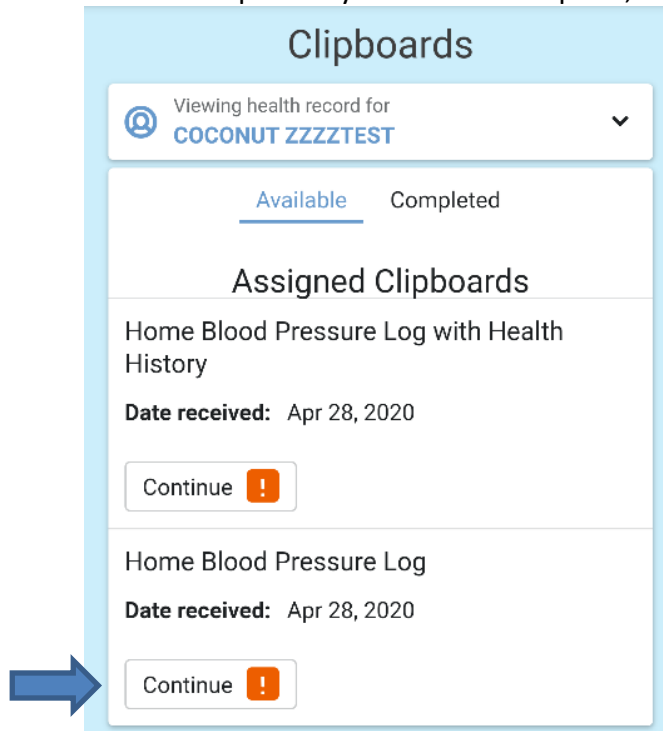 Clipboards
Viewing health record for
COCONUT ZZZZTEST
Available Completed
Assigned Clipboards
Home Blood Pressure Log with Health
History
Date received: Apr 28, 2020
Continue !
Home Blood Pressure Log
Date received: Apr 28, 2020
Continue !